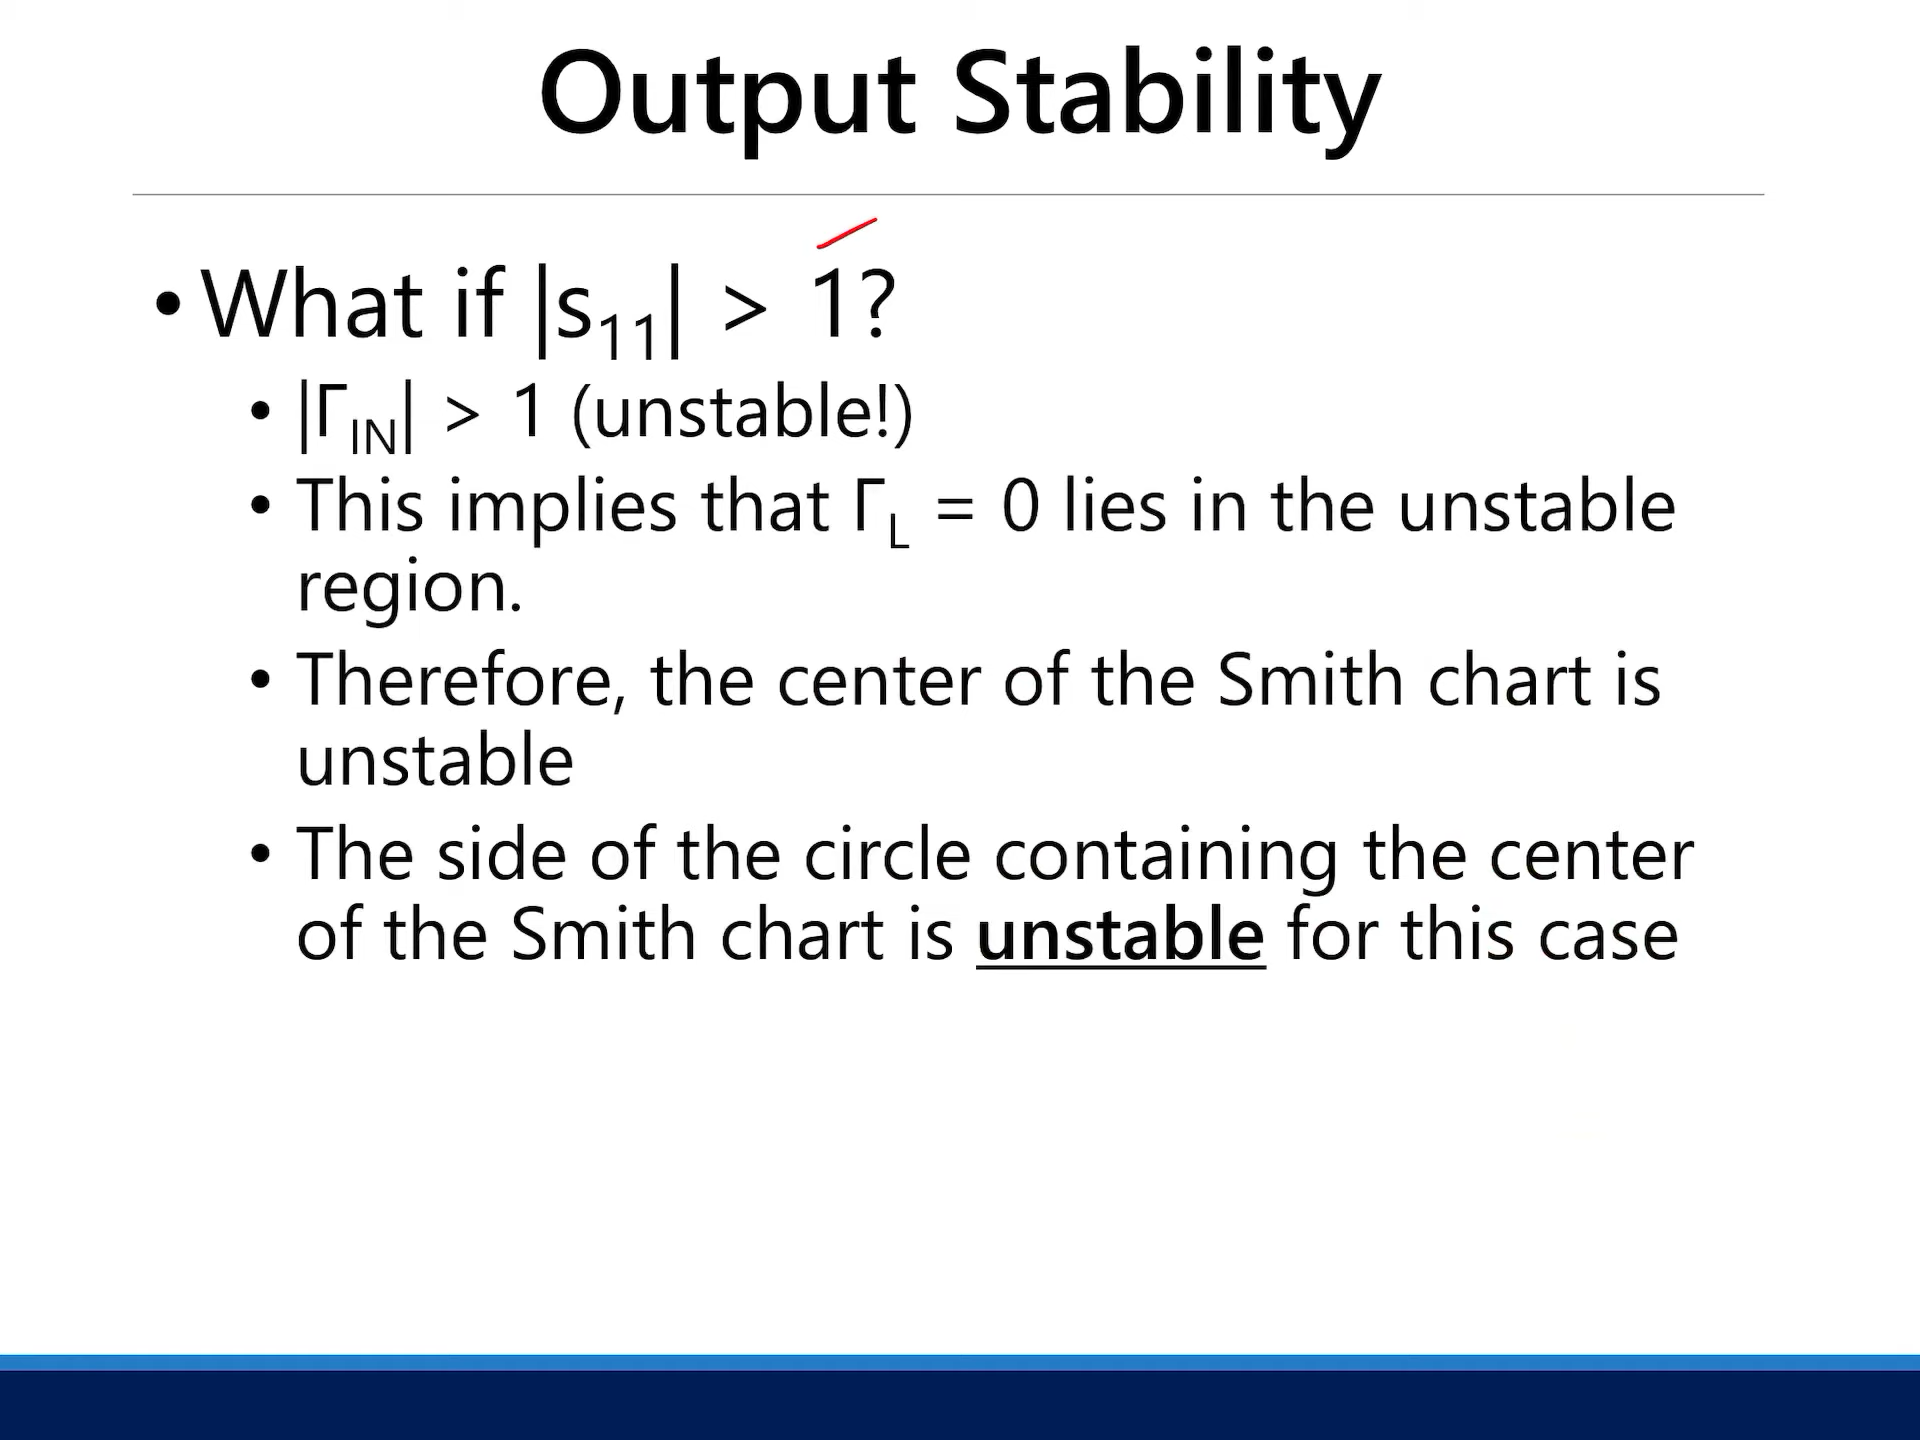 Output Stability
• What if |s₁₁| > 1?
• |Γ_IN| > 1 (unstable!)
• This implies that Γ_L = 0 lies in the unstable
region.
• Therefore, the center of the Smith chart is
unstable
• The side of the circle containing the center
of the Smith chart is unstable for this case